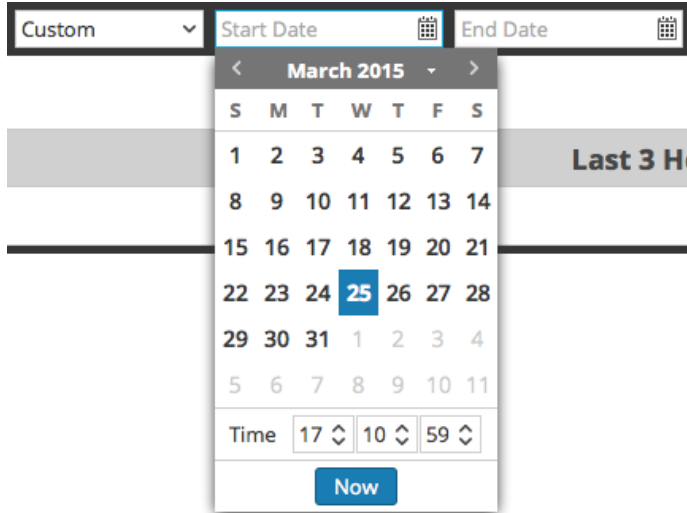 Custom Start Date End Date
March 2015
S M T W T F S
1 2 3 4 5 6 7
Last 3
8 9 10 11 12 13 14
15 16 17 18 19 20 21
22 23 24 25 26 27 28
29 30 31 1 2 3 4
5 6 7 8 9 10 11
Time 17 10 59
Now